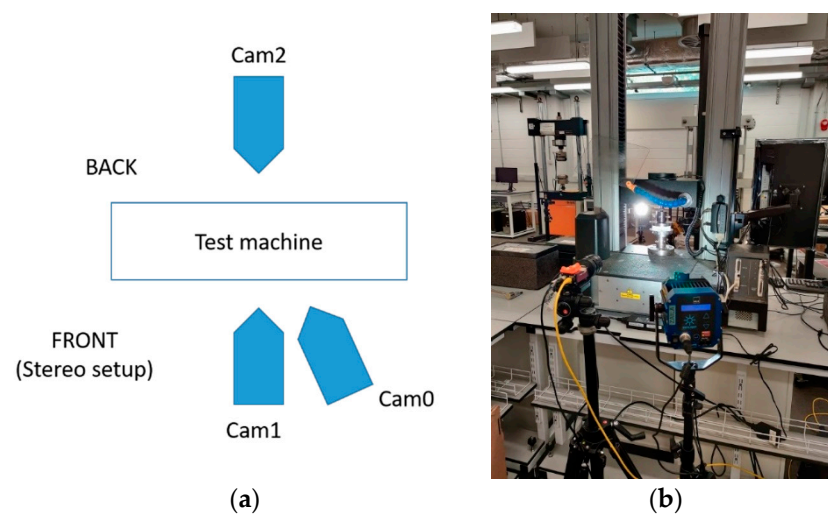 Cam2
BACK
Test machine
FRONT
(Stereo setup)
Cam0
Cam1
(a)
(b)